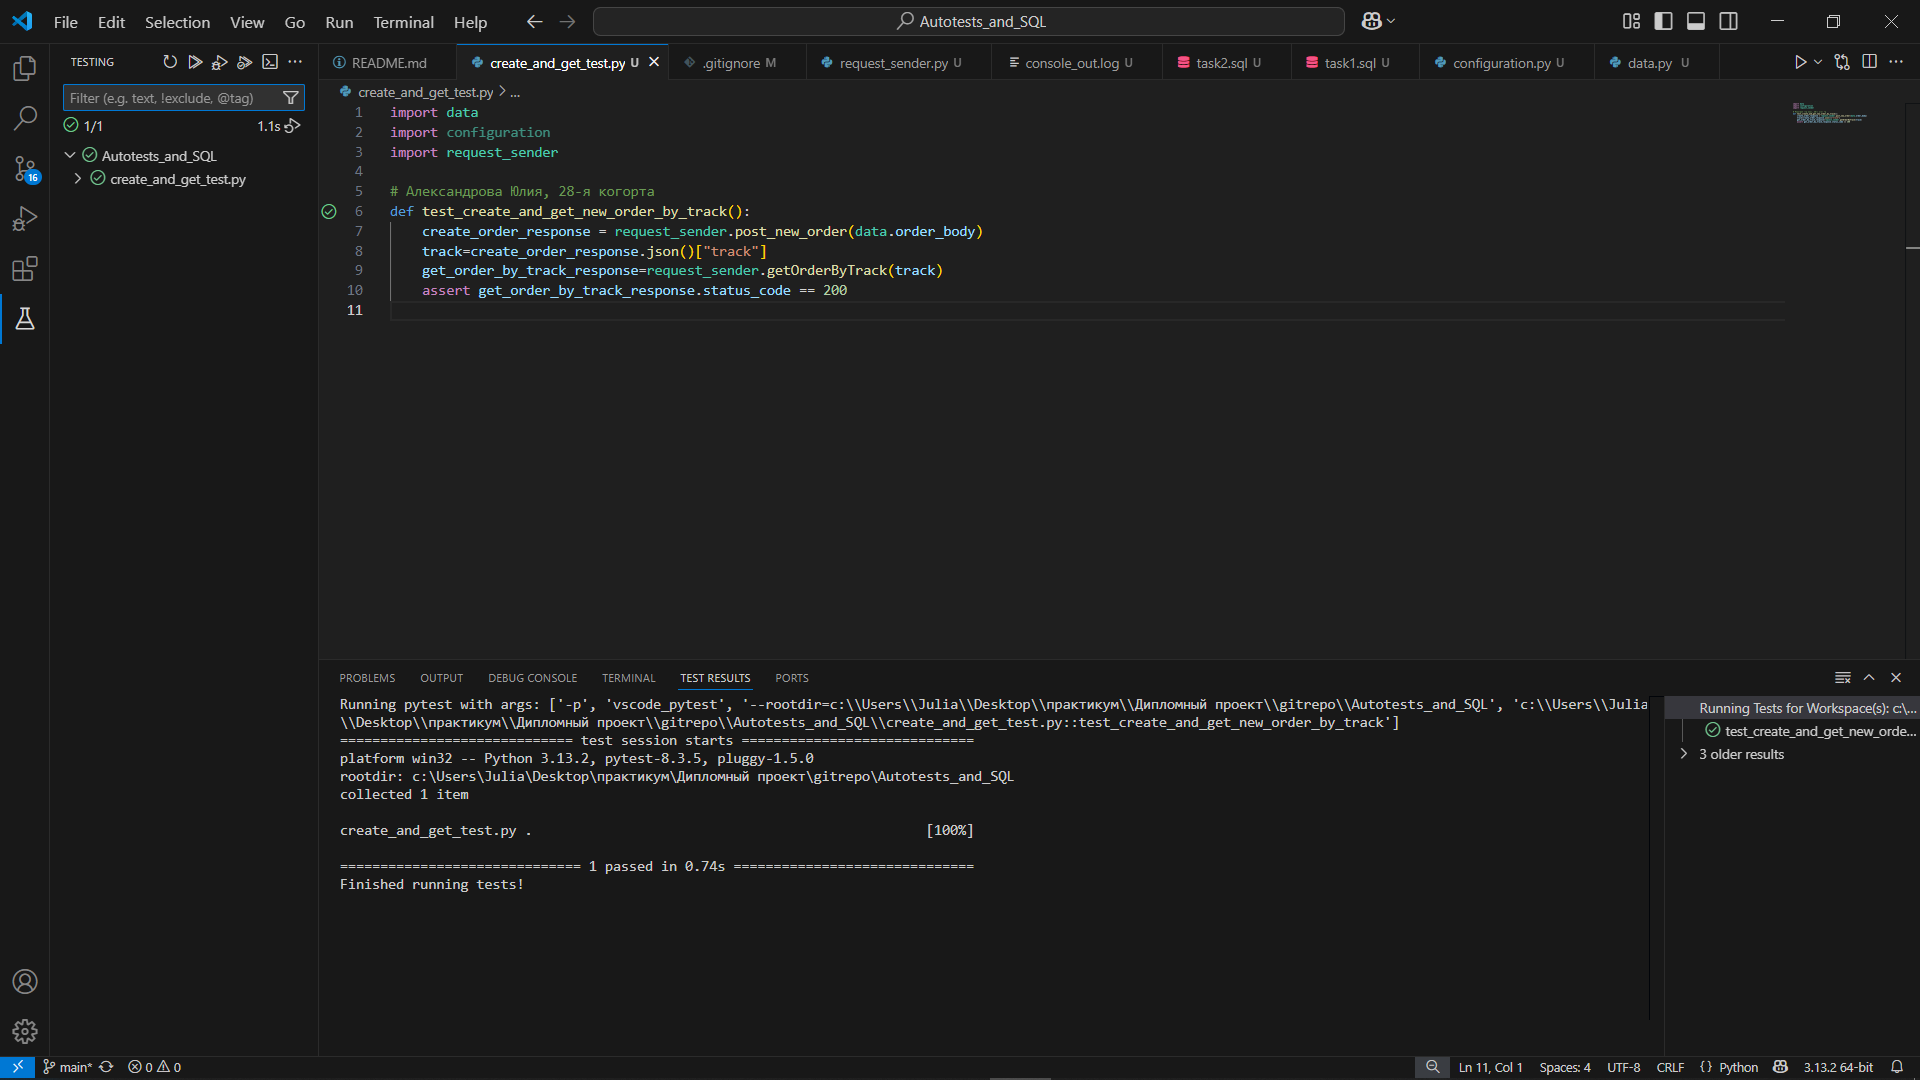 File Edit Selection View Go Run Terminal Help Autotests_and_SQL
TESTING
Filter (e.g. text, !exclude, @tag)
1/1 1.1s
Autotests_and_SQL
create_and_get_test.py
16
README.md create_and_get_test.py U .gitignore M request_sender.py U console_out.log U task2.sql U task1.sql U configuration.py U data.py U
create_and_get_test.py > ...
1 import data
2 import configuration
3 import request_sender
4
5 # Александрова Юлия, 28-я когорта
6 def test_create_and_get_new_order_by_track():
7 create_order_response = request_sender.post_new_order(data.order_body)
8 track=create_order_response.json()["track"]
9 get_order_by_track_response=request_sender.getOrderByTrack(track)
10 assert get_order_by_track_response.status_code == 200
11
PROBLEMS OUTPUT DEBUG CONSOLE TERMINAL TEST RESULTS PORTS
Running pytest with args: ['-p', 'vscode_pytest', '--rootdir=c:\\Users\\Julia\\Desktop\\практикум\\Дипломный проект\\gitrepo\\Autotests_and_SQL', 'c:\\Users\\Julia
\\Desktop\\практикум\\Дипломный проект\\gitrepo\\Autotests_and_SQL\\create_and_get_test.py::test_create_and_get_new_order_by_track']
============================= test session starts =============================
platform win32 -- Python 3.13.2, pytest-8.3.5, pluggy-1.5.0
rootdir: c:\Users\Julia\Desktop\практикум\Дипломный проект\gitrepo\Autotests_and_SQL
collected 1 item
create_and_get_test.py . [100%]
============================== 1 passed in 0.74s ==============================
Finished running tests!
Running Tests for Workspace(s): c:\...
test_create_and_get_new_orde...
3 older results
main* 0 0 Ln 11, Col 1 Spaces: 4 UTF-8 CRLF {} Python 3.13.2 64-bit